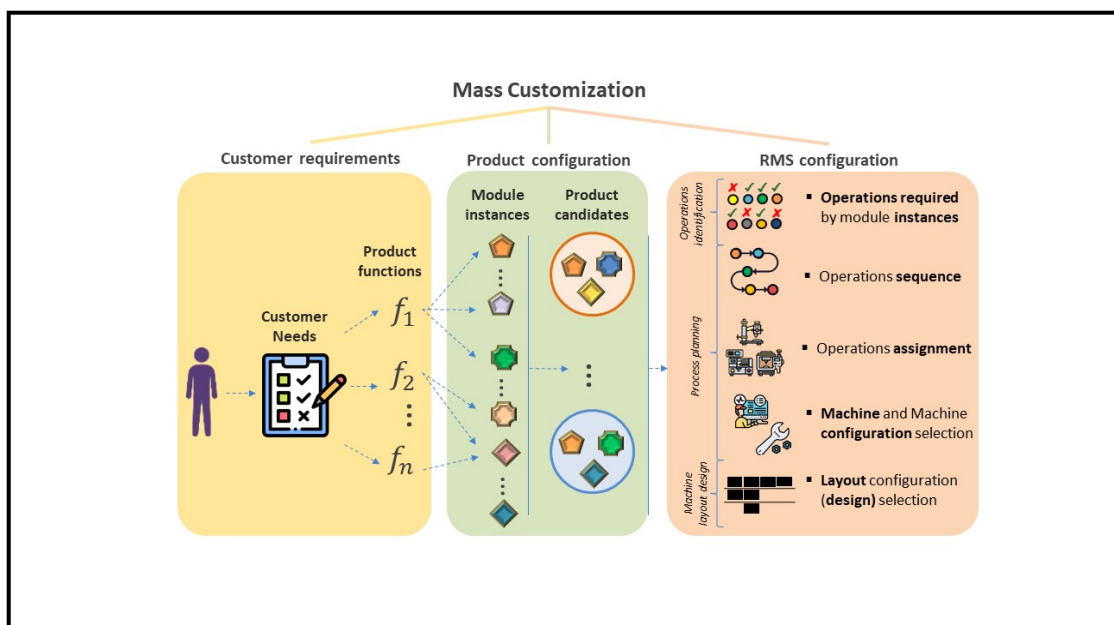 Mass Customization
Customer requirements
Product configuration
RMS configuration
Product
functions
Customer
Needs
f1
f2
fn
Module
instances
Product
candidates
Operations
identification
Process planning
Machine
layout design
▪ Operations required
by module instances
▪ Operations sequence
▪ Operations assignment
▪ Machine and Machine
configuration selection
▪ Layout configuration
(design) selection